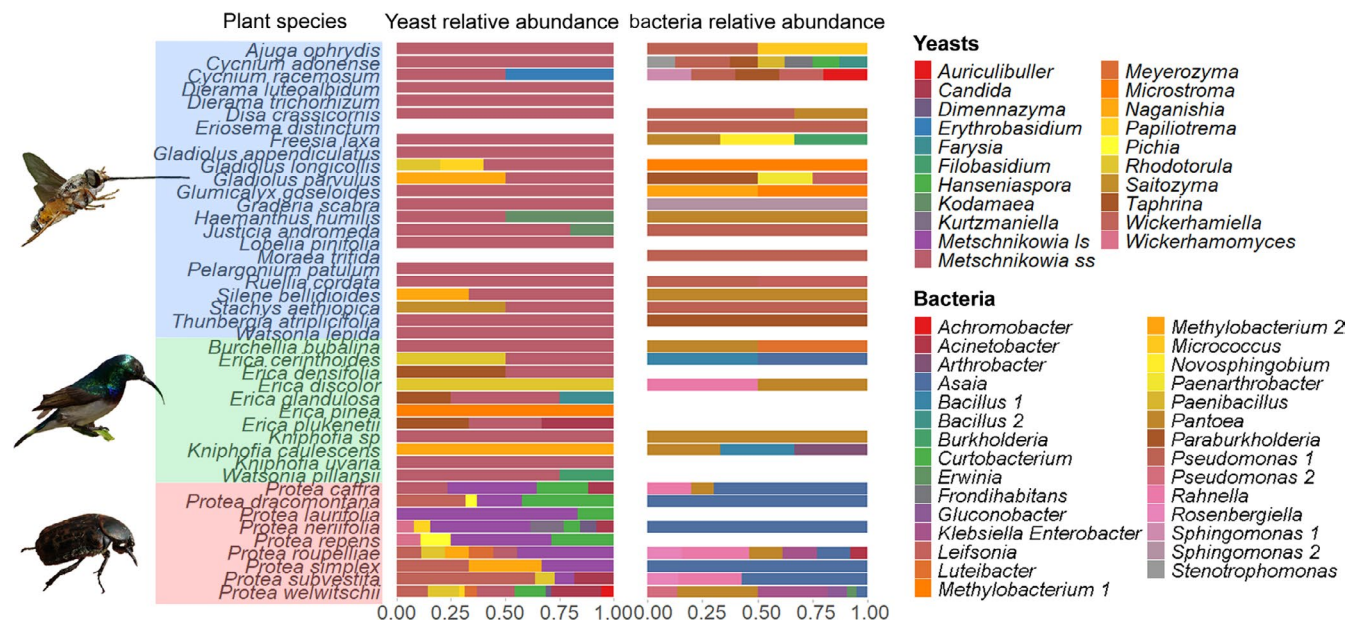 Plant species
Yeast relative abundance
bacteria relative abundance
Ajuga ophrydis
Cycnium adonense
Cycnium racemosum
Dierama luteoalbidum
Dierama trichorhizum
Disa crassicornis
Eriosema distinctum
Freesia laxa
Gladiolus appendiculatus
Gladiolus longicollis
Gladiolus parvulus
Glumicalyx goseloides
Graderia scabra
Haemanthus humilis
Justicia andromeda
Lobelia pinifolia
Moraea trifida
Pelargonium patulum
Ruellia cordata
Silene bellidioides
Stachys aethiopica
Thunbergia atriplicifolia
Watsonia lepida
Burchellia bubalina
Erica cerinthoides
Erica densifolia
Erica discolor
Erica glandulosa
Erica pinea
Erica plukenetii
Kniphofia sp
Kniphofia caulescens
Kniphofia uvaria
Watsonia pillansii
Protea caffra
Protea dracomontana
Protea laurifolia
Protea neriifolia
Protea repens
Protea roupelliae
Protea simplex
Protea subvestita
Protea welwitschii
0.00 0.25 0.50 0.75 1.00
0.00 0.25 0.50 0.75 1.00
Yeasts
Auriculibuller
Candida
Dimennazyma
Erythrobasidium
Farysia
Filobasidium
Hanseniaspora
Kodamaea
Kurtzmaniella
Metschnikowia ls
Metschnikowia ss
Meyerozyma
Microstroma
Naganishia
Papiliotrema
Pichia
Rhodotorula
Saitozyma
Taphrina
Wickerhamiella
Wickerhamomyces
Bacteria
Achromobacter
Acinetobacter
Arthrobacter
Asaia
Bacillus 1
Bacillus 2
Burkholderia
Curtobacterium
Erwinia
Frondihabitans
Gluconobacter
Klebsiella Enterobacter
Leifsonia
Luteibacter
Methylobacterium 1
Methylobacterium 2
Micrococcus
Novosphingobium
Paenarthrobacter
Paenibacillus
Pantoea
Paraburkholderia
Pseudomonas 1
Pseudomonas 2
Rahnella
Rosenbergiella
Sphingomonas 1
Sphingomonas 2
Stenotrophomonas